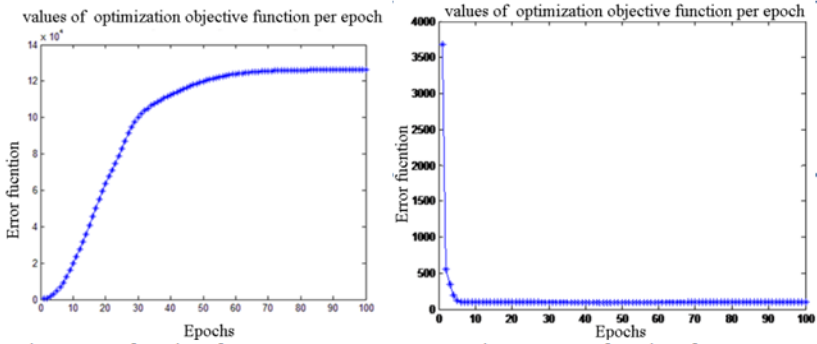 values of optimization objective function per epoch
x 10⁴
14
12
10
8
6
4
2
0
0 10 20 30 40 50 60 70 80 90 100
Error fucntion
Epochs
values of optimization objective function per epoch
4000
3500
3000
2500
2000
1500
1000
500
0
0 10 20 30 40 50 60 70 80 90 100
Error fucntion
Epochs